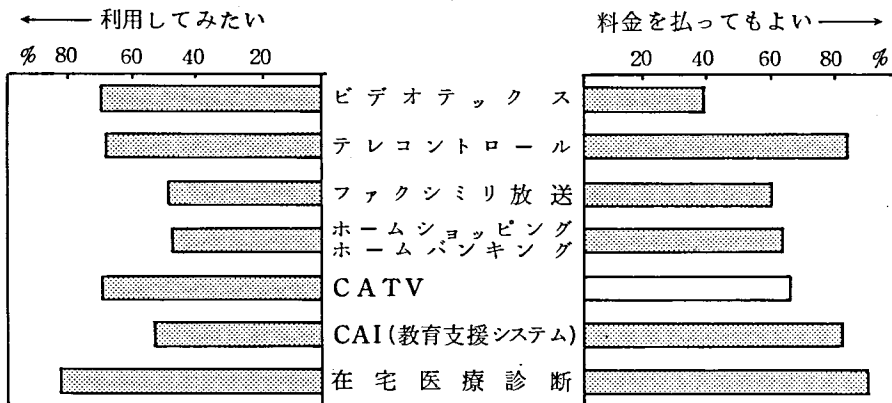 ← 利用してみたい
料金を払ってもよい →
% 80 60 40 20
20 40 60 80 %
ビデオテックス
テレコントロール
ファクシミリ放送
ホームショッピング
ホームバンキング
CATV
CAI(教育支援システム)
在宅医療診断